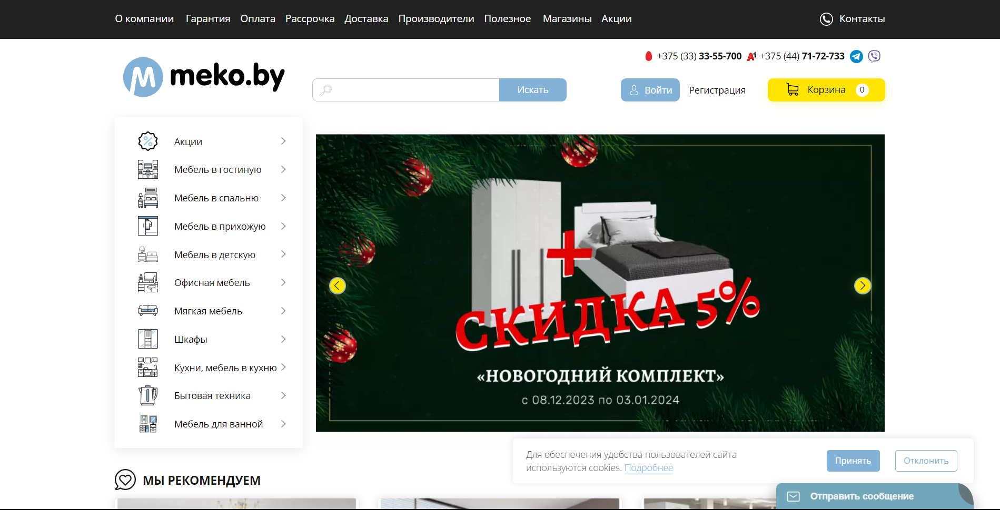 О компании Гарантия Оплата Рассрочка Доставка Производители Полезное Магазины Акции Контакты
+375 (33) 33-55-700 A1 +375 (44) 71-72-733
meko.by
Искать Войти Регистрация Корзина 0
Акции
Мебель в гостиную
Мебель в спальню
Мебель в прихожую
Мебель в детскую
Офисная мебель
Мягкая мебель
Шкафы
Кухни, мебель в кухню
Бытовая техника
Мебель для ванной
+
СКИДКА 5%
«НОВОГОДНИЙ КОМПЛЕКТ»
с 08.12.2023 по 03.01.2024
Для обеспечения удобства пользователей сайта
используются cookies. Подробнее
Принять Отклонить
МЫ РЕКОМЕНДУЕМ
Отправить сообщение